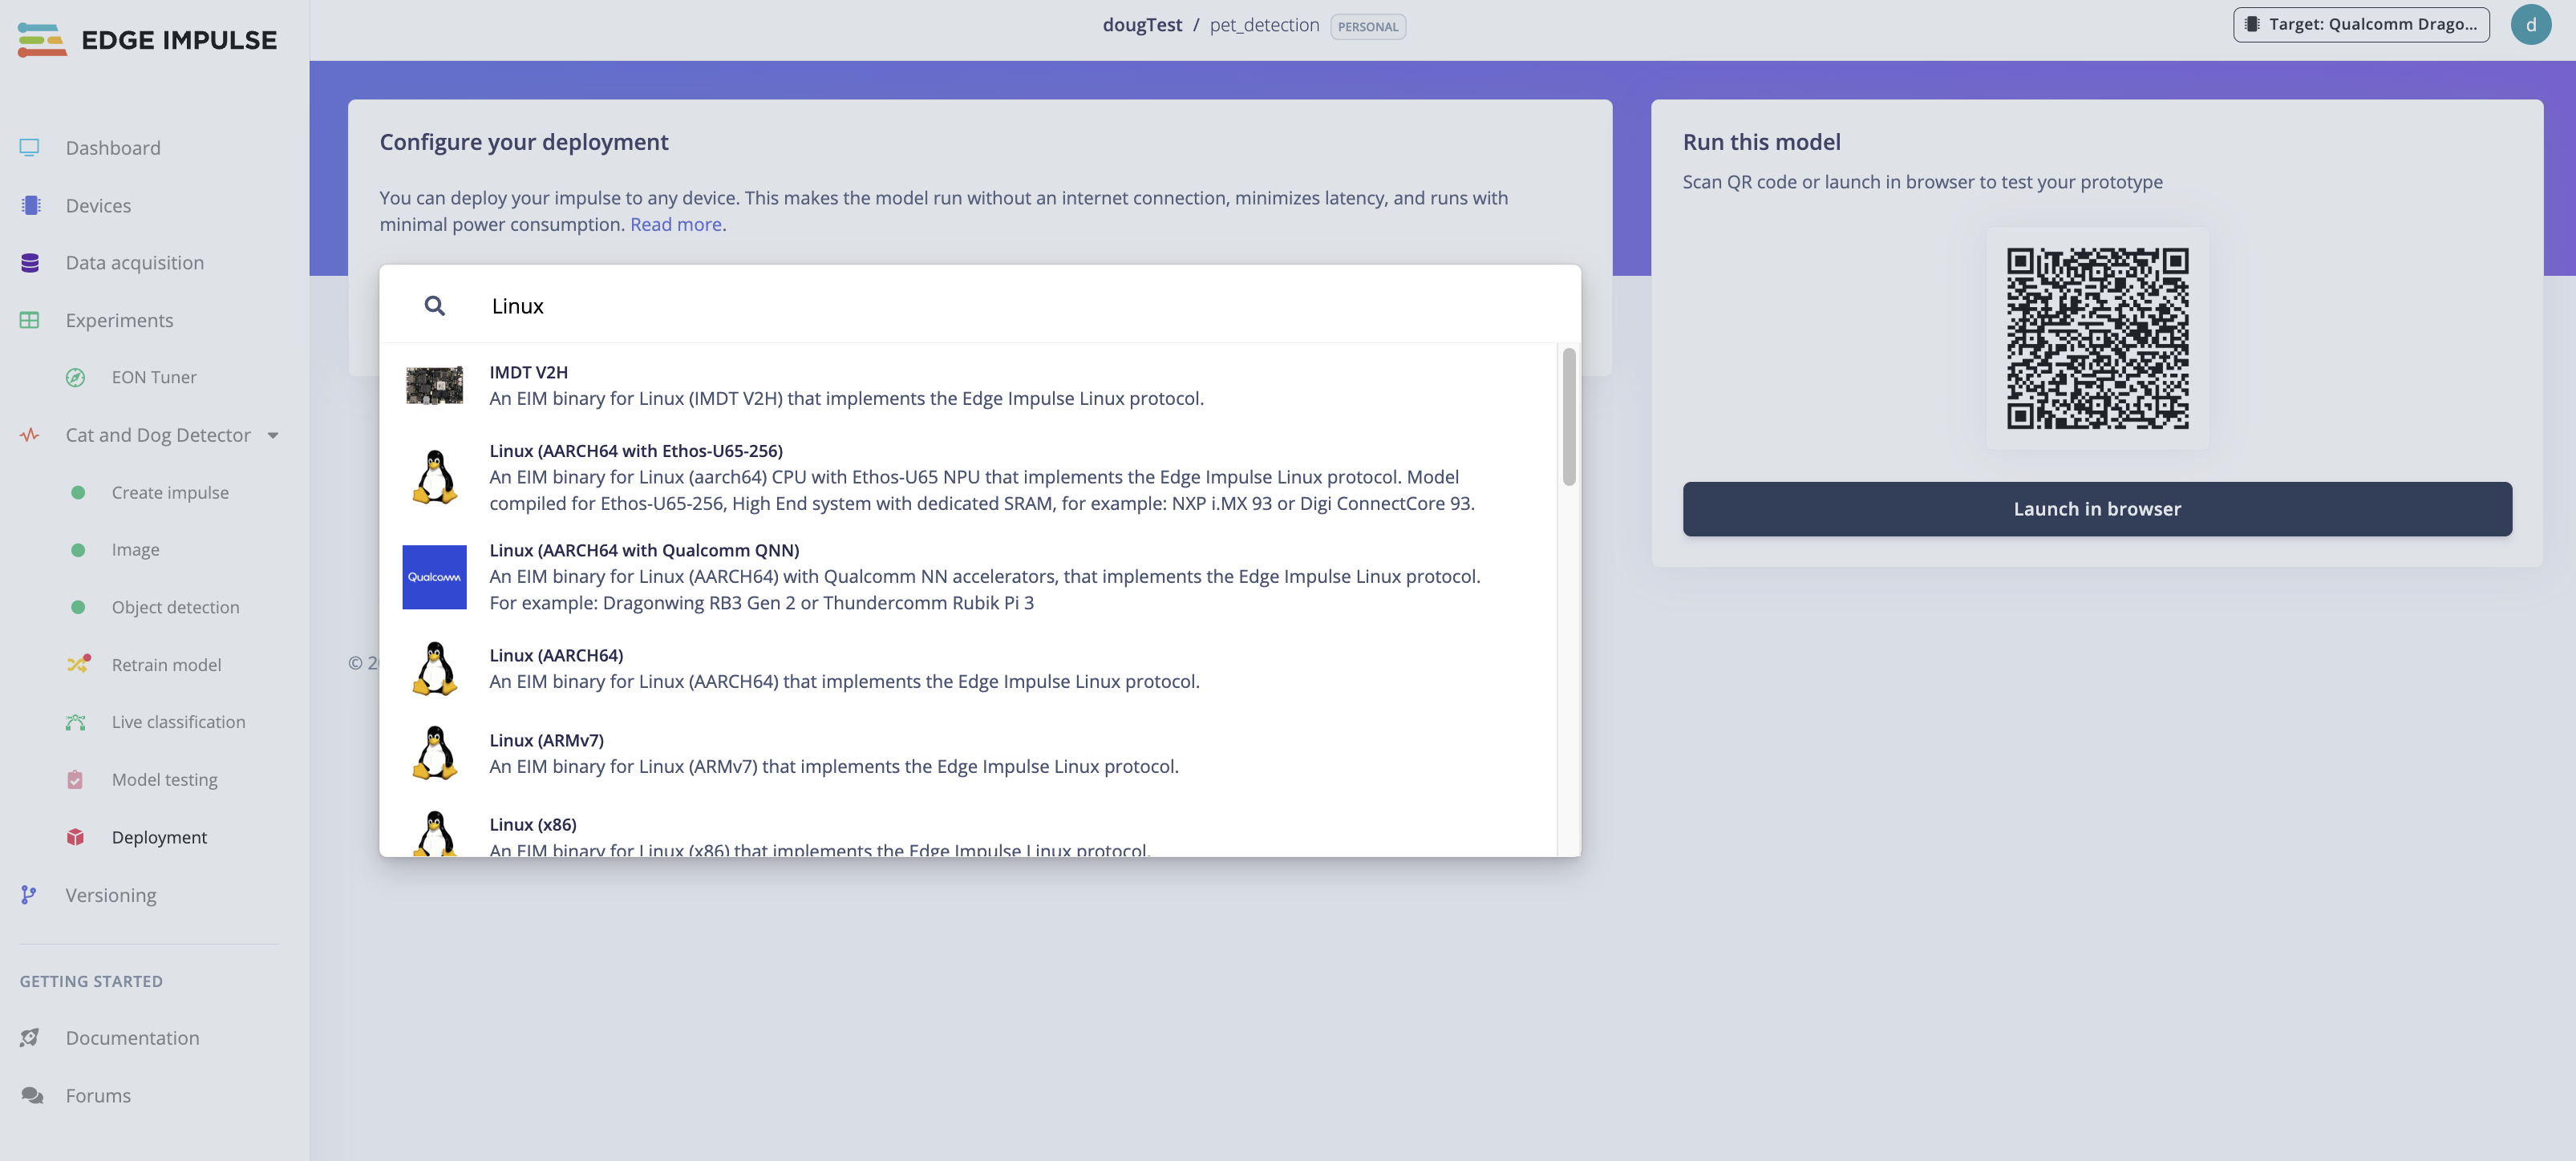 EDGE IMPULSE
dougTest / pet_detection PERSONAL
Target: Qualcomm Drago...
d
Dashboard
Devices
Data acquisition
Experiments
EON Tuner
Cat and Dog Detector
Create impulse
Image
Object detection
Retrain model
Live classification
Model testing
Deployment
Versioning
GETTING STARTED
Documentation
Forums
Configure your deployment
You can deploy your impulse to any device. This makes the model run without an internet connection, minimizes latency, and runs with
minimal power consumption. Read more.
Linux
IMDT V2H
An EIM binary for Linux (IMDT V2H) that implements the Edge Impulse Linux protocol.
Linux (AARCH64 with Ethos-U65-256)
An EIM binary for Linux (aarch64) CPU with Ethos-U65 NPU that implements the Edge Impulse Linux protocol. Model
compiled for Ethos-U65-256, High End system with dedicated SRAM, for example: NXP i.MX 93 or Digi ConnectCore 93.
Qualcomm
Linux (AARCH64 with Qualcomm QNN)
An EIM binary for Linux (AARCH64) with Qualcomm NN accelerators, that implements the Edge Impulse Linux protocol.
For example: Dragonwing RB3 Gen 2 or Thundercomm Rubik Pi 3
Linux (AARCH64)
An EIM binary for Linux (AARCH64) that implements the Edge Impulse Linux protocol.
Linux (ARMv7)
An EIM binary for Linux (ARMv7) that implements the Edge Impulse Linux protocol.
Linux (x86)
An EIM binary for Linux (x86) that implements the Edge Impulse Linux protocol.
©
Run this model
Scan QR code or launch in browser to test your prototype
Launch in browser